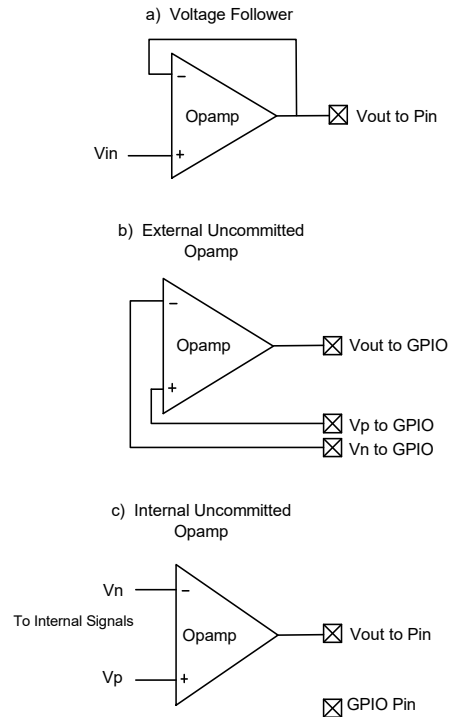 a) Voltage Follower
−
Opamp
Vout to Pin
Vin
+
b) External Uncommitted
Opamp
−
Opamp
Vout to GPIO
+
Vp to GPIO
Vn to GPIO
c) Internal Uncommitted
Opamp
Vn
−
To Internal Signals
Opamp
Vout to Pin
Vp
+
GPIO Pin